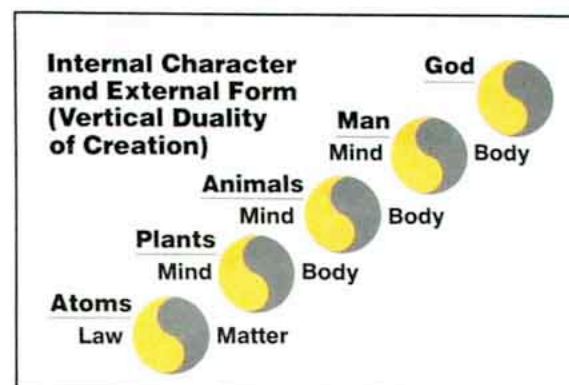 Internal Character
and External Form
(Vertical Duality
of Creation)
God
Man
Mind Body
Animals
Mind Body
Plants
Mind Body
Atoms
Law Matter